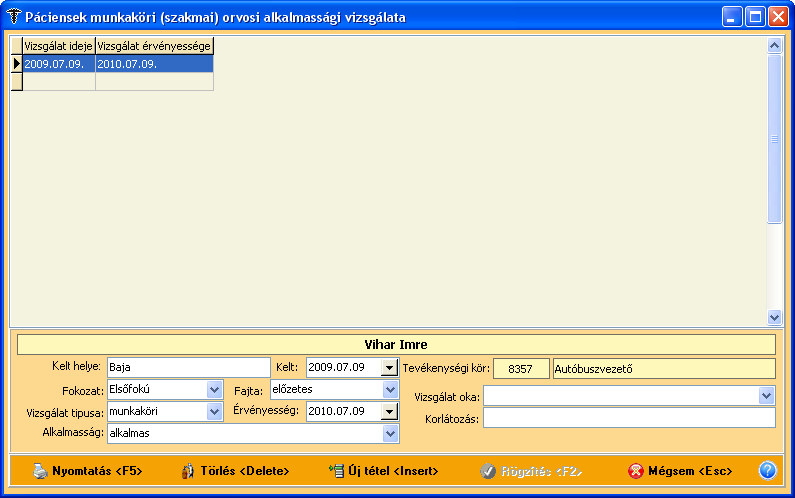 Páciensek munkaköri (szakmai) orvosi alkalmassági vizsgálata
Vizsgálat ideje Vizsgálat érvényessége
2009.07.09. 2010.07.09.
Vihar Imre
Kelt helye: Baja Kelt: 2009.07.09 Tevékenységi kör: 8357 Autóbuszvezető
Fokozat: Elsőfokú Fajta: előzetes Vizsgálat oka:
Vizsgálat tipusa: munkaköri Érvényesség: 2010.07.09 Korlátozás:
Alkalmasság: alkalmas
Nyomtatás <F5> Törlés <Delete> Új tétel <Insert> Rögzítés <F2> Mégsem <Esc> ?